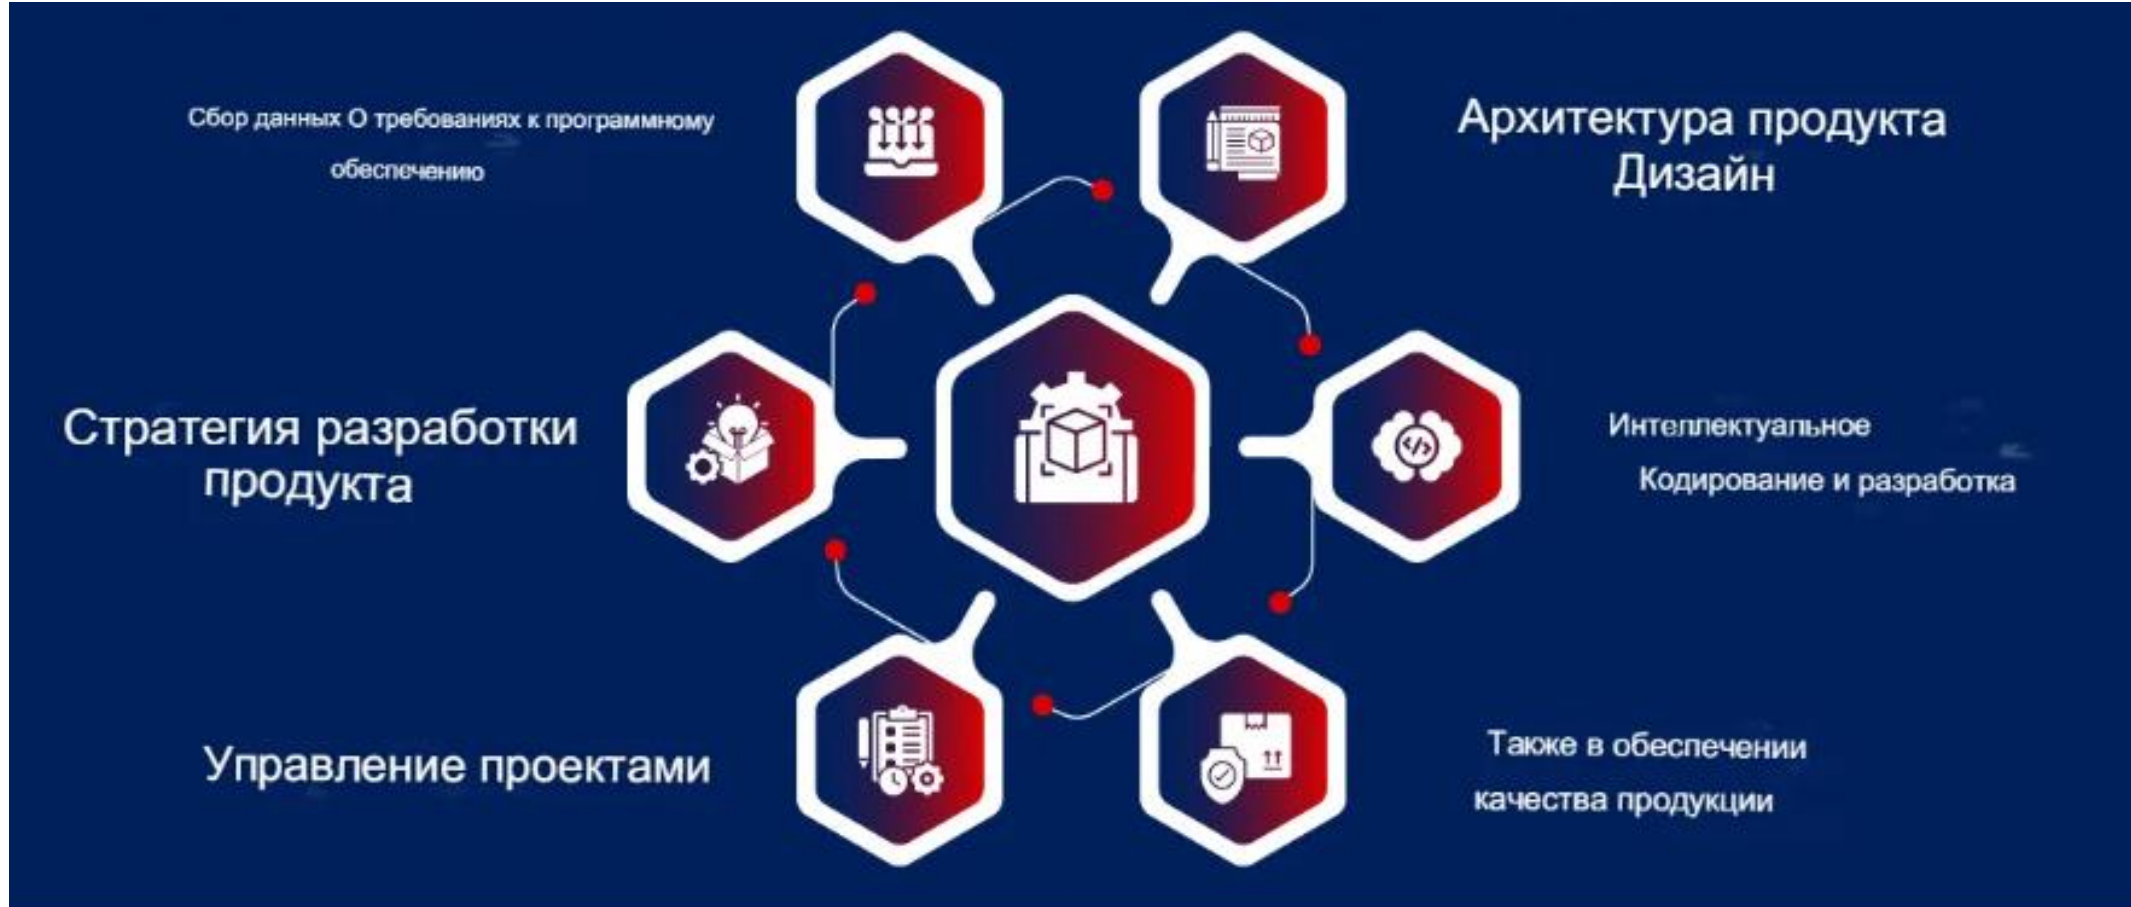 Сбор данных О требованиях к программному
обеспечению
Архитектура продукта
Дизайн
Стратегия разработки
продукта
Интеллектуальное
Кодирование и разработка
Управление проектами
Также в обеспечении
качества продукции